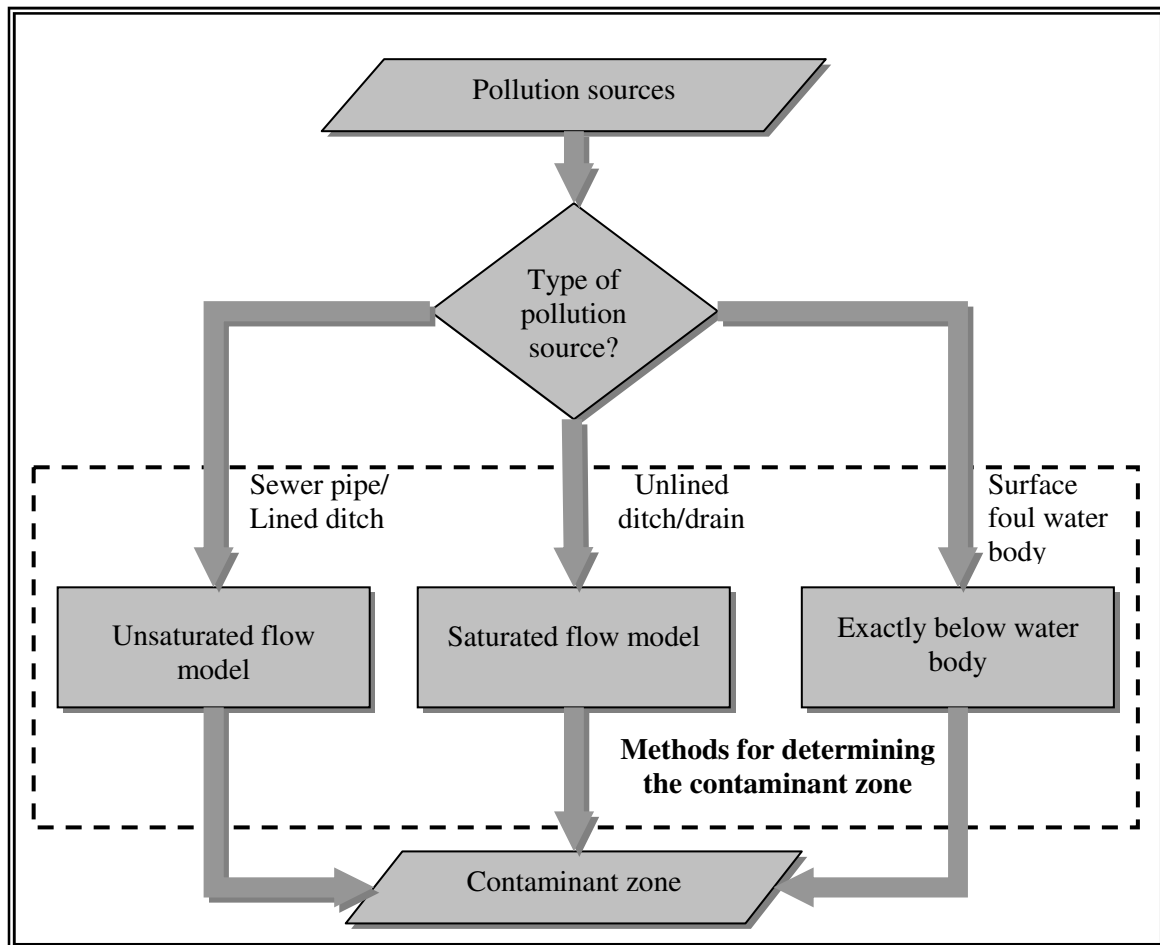 Pollution sources
Type of
pollution
source?
Sewer pipe/
Lined ditch
Unlined
ditch/drain
Surface
foul water
body
Unsaturated flow
model
Saturated flow model
Exactly below water
body
Methods for determining
the contaminant zone
Contaminant zone